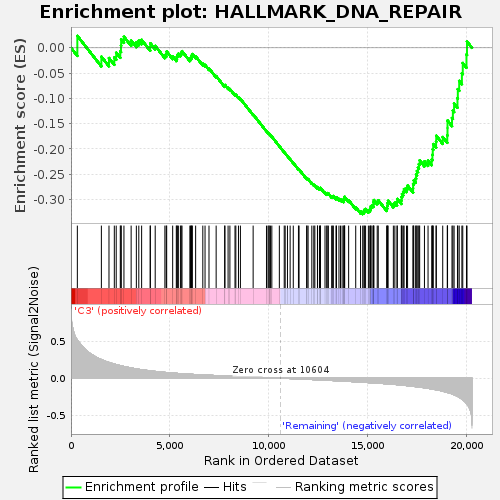 Enrichment plot: HALLMARK_DNA_REPAIR
Enrichment score (ES)
0.00
-0.05
-0.10
-0.15
-0.20
-0.25
-0.30
'C3' (positively correlated)
Ranked list metric (Signal2Noise)
0.5
0.0
-0.5
Zero cross at 10604
'Remaining' (negatively correlated)
0
5,000
10,000
15,000
20,000
Rank in Ordered Dataset
Enrichment profile
Hits
Ranking metric scores